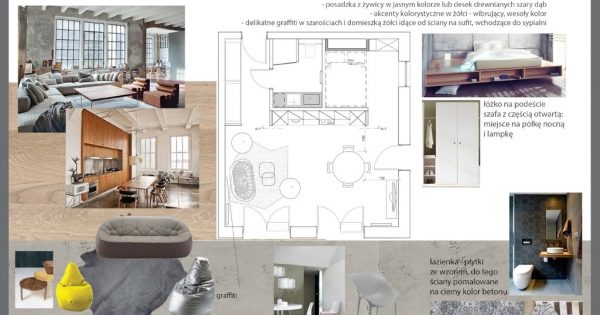 - posadzka z żywicy w jasnym kolorze lub desek drewnianych szary dąb
- akcenty kolorystyczne w żółci - wibrujący, wesoły kolor
- delikatne graffiti w szarościach i domieszką żółci idące od ściany na sufit, wchodzące do sypialni
łóżko na podeście
szafa z częścią otwartą:
miejsce na półkę nocną
i lampkę
łazienka - płytki
ze wzorem, do tego
ściany pomalowane
na ciemy kolor betonu
graffiti